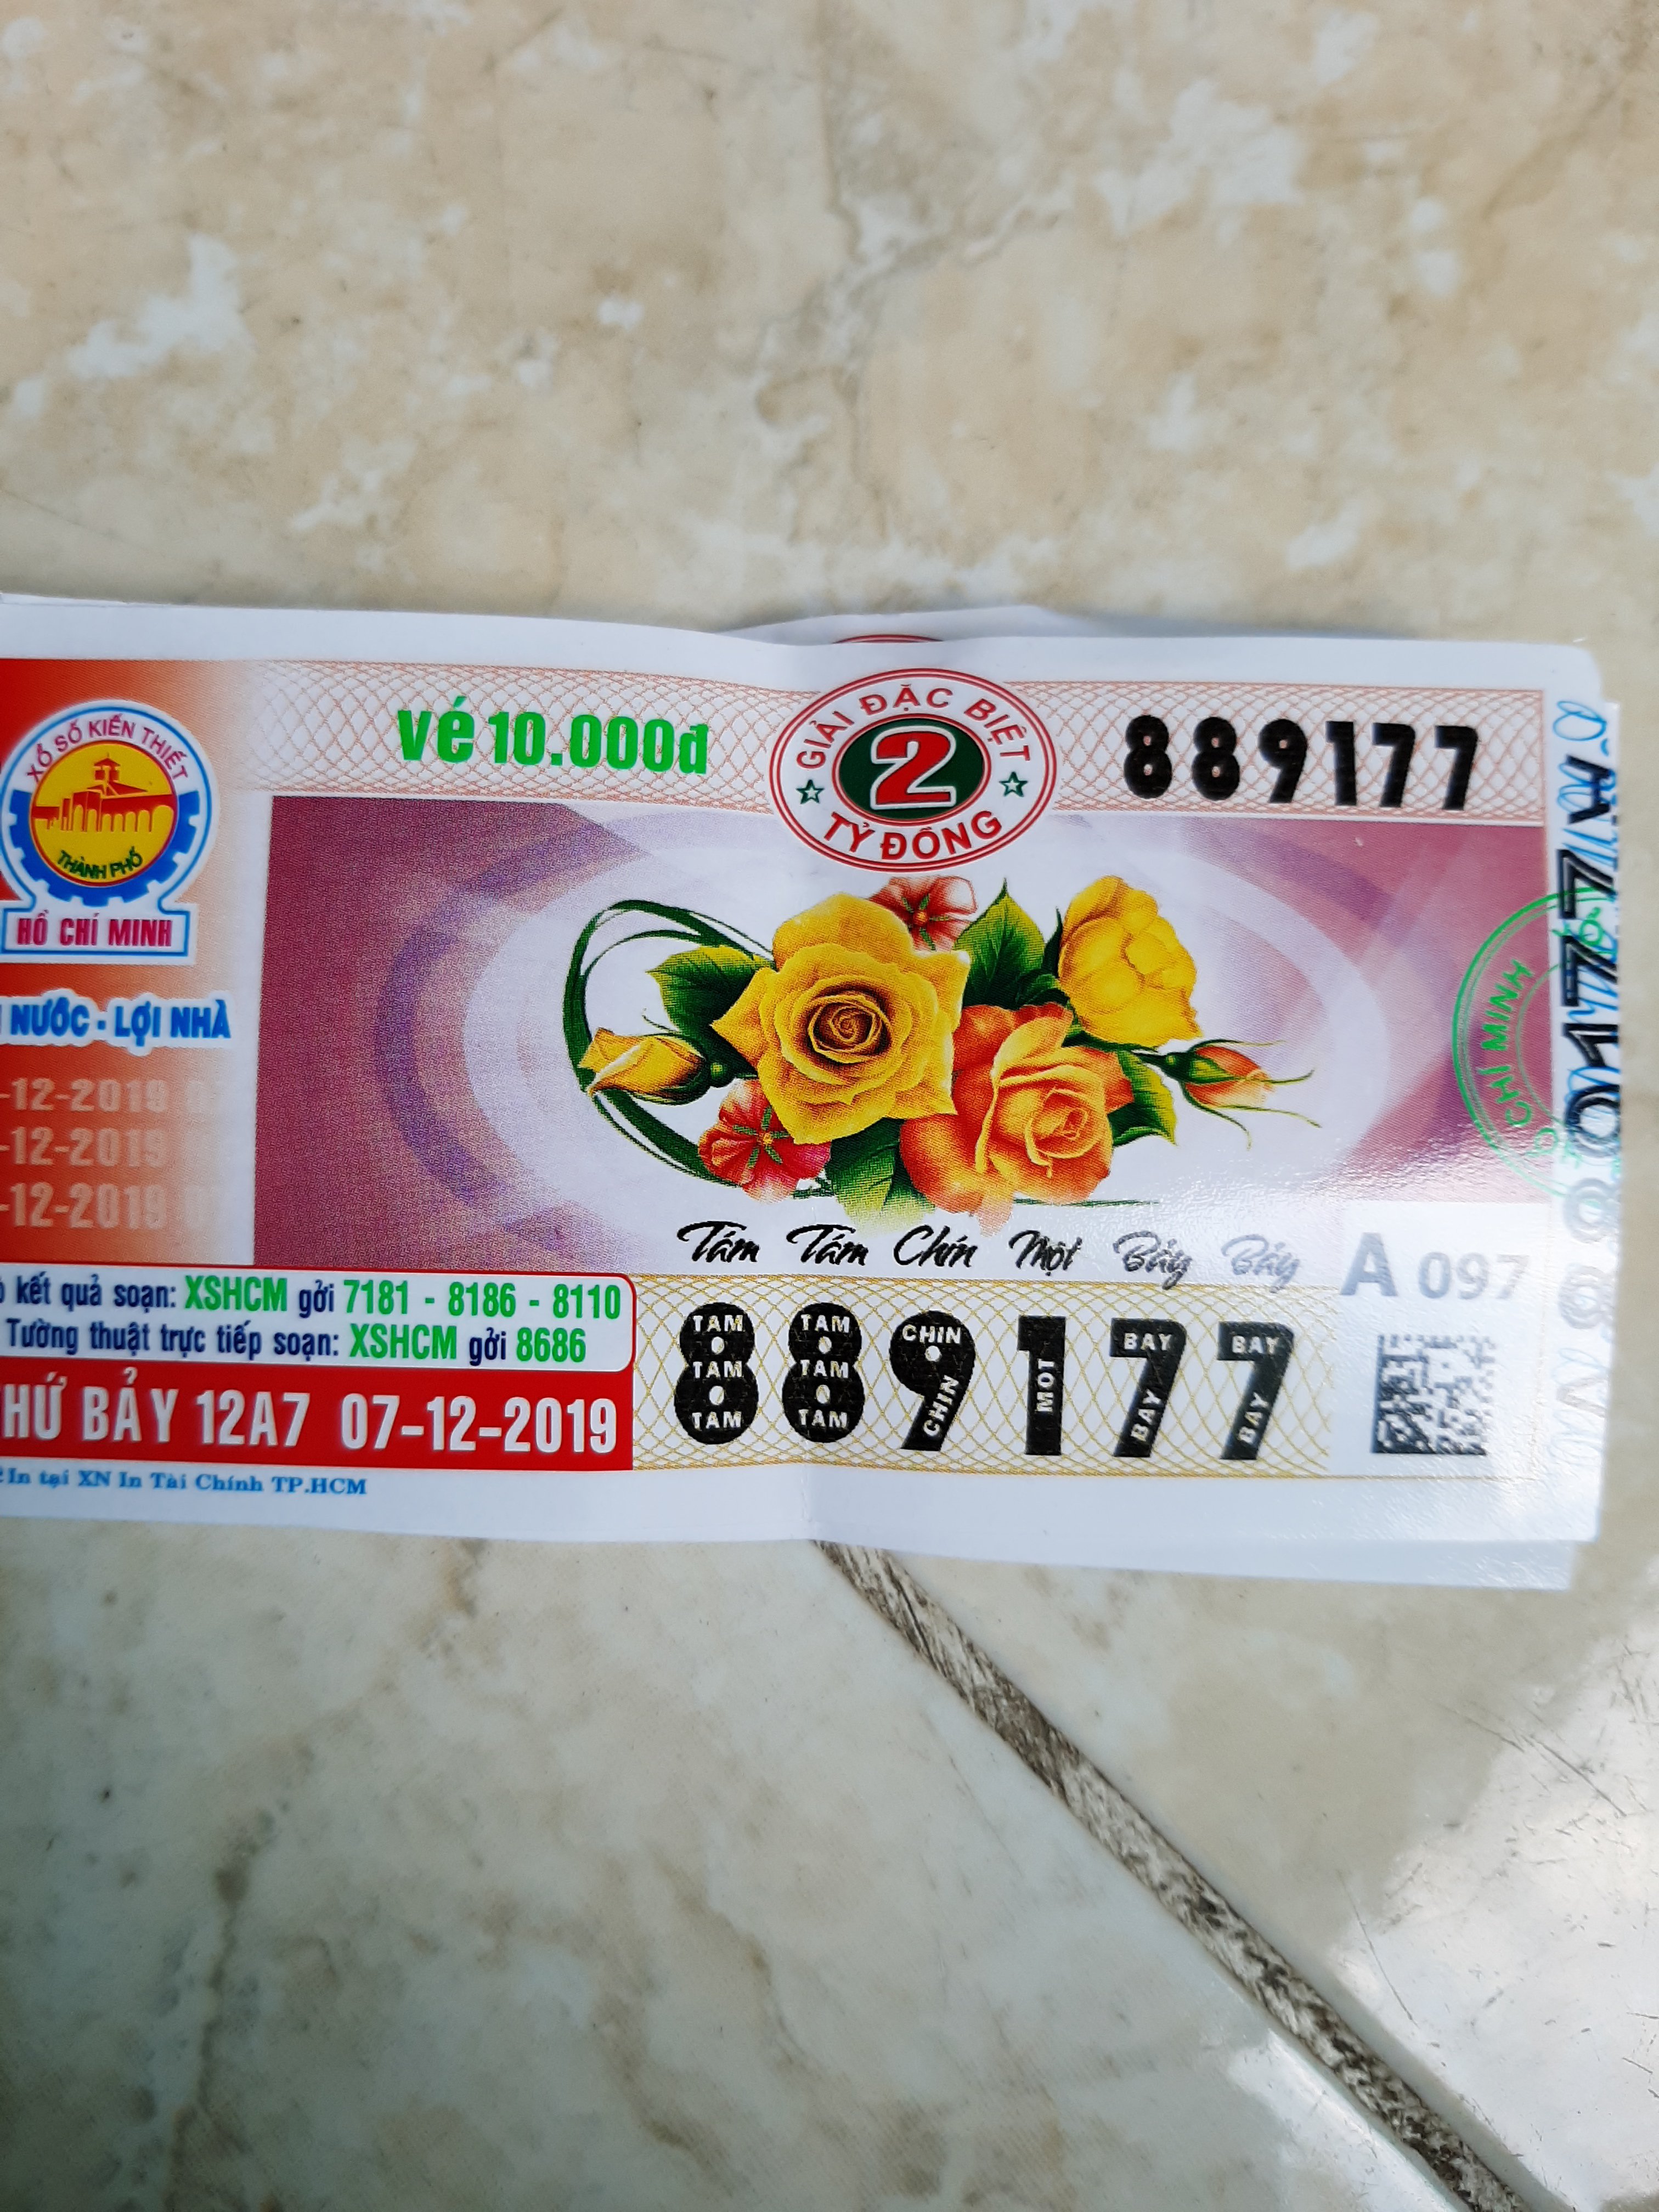 vé 10.000đ
GIẢI ĐẶC BIỆT
2
TỶ ĐỒNG
889177
XỔ SỐ KIẾN THIẾT
THÀNH PHỐ
HỒ CHÍ MINH
NƯỚC - LỢI NHÀ
-12-2019
-12-2019
-12-2019
CHÍ MINH
Tám Tám Chín Một Bảy Bảy
A 097
kết quả soạn: XSHCM gởi 7181 - 8186 - 8110
Tường thuật trực tiếp soạn: XSHCM gởi 8686
TAM TAM CHIN BAY BAY
TAM TAM MOT
TAM TAM CHIN BAY BAY
889177
HỨ BẢY 12A7 07-12-2019
In tại XN In Tài Chính TP.HCM